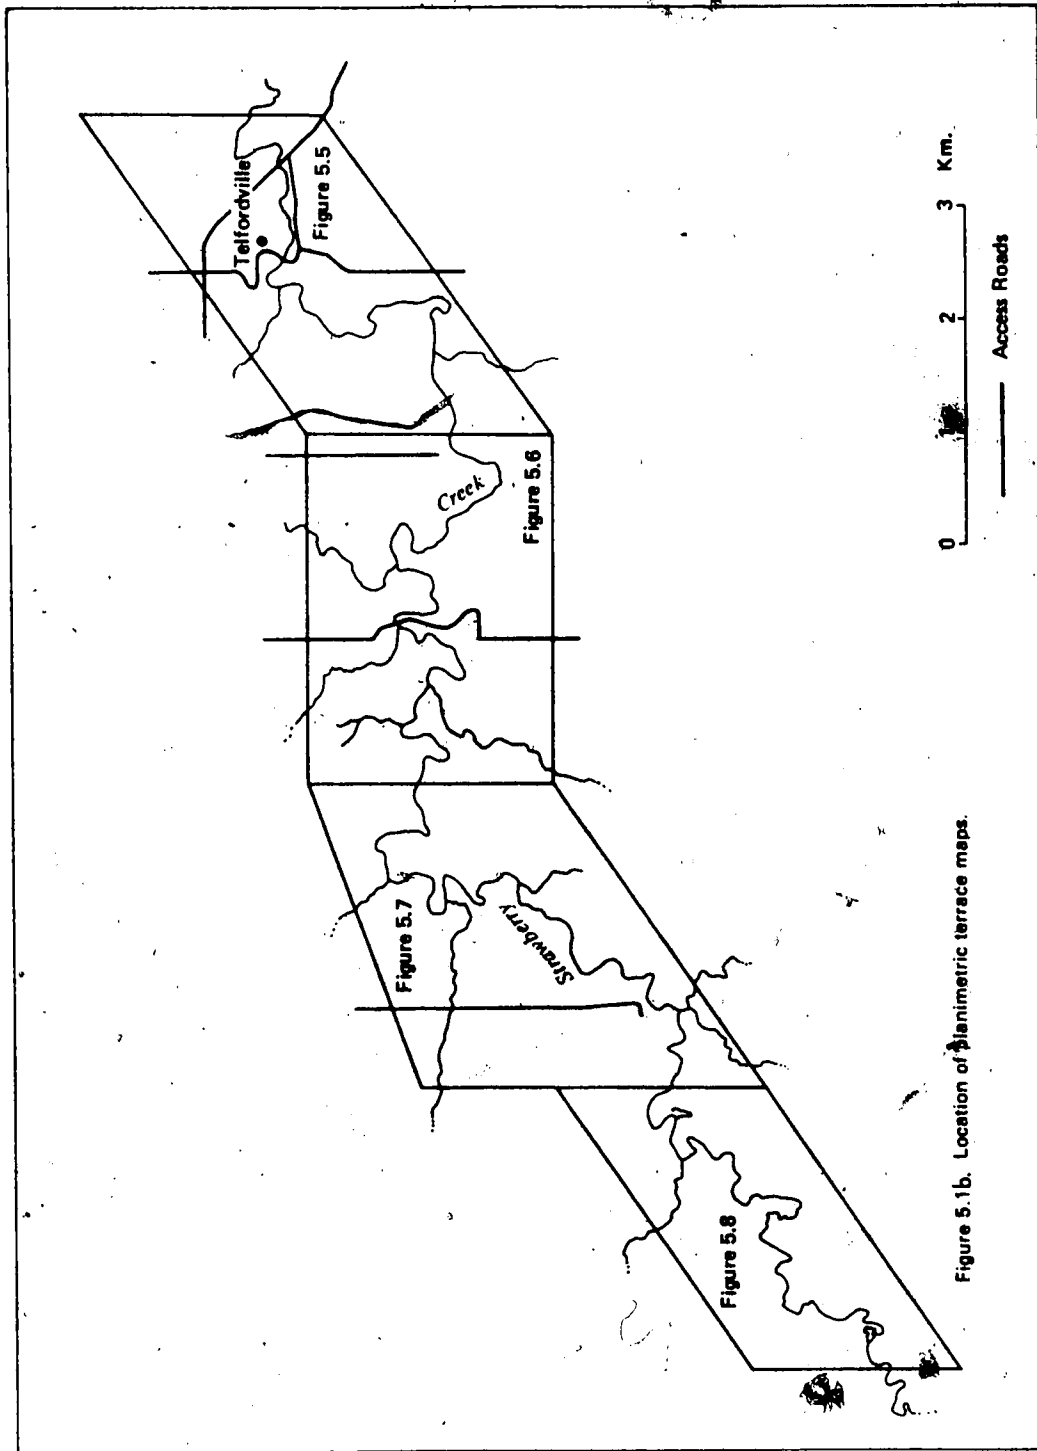 Telfordville
Figure 5.5
Creek
Figure 5.6
Figure 5.7
Strawberry
Figure 5.8
0 1 2 3 Km.
Access Roads
Figure 5.1b. Location of planimetric terrace maps.